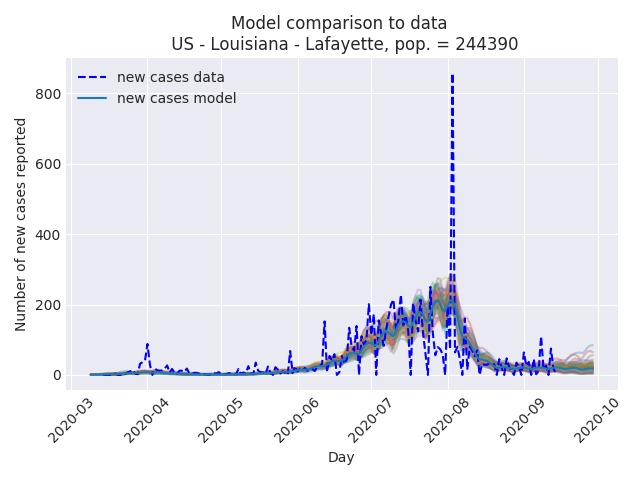 Model comparison to data
US - Louisiana - Lafayette, pop. = 244390
new cases data
new cases model
Number of new cases reported
800
600
400
200
0
2020-03
2020-04
2020-05
2020-06
2020-07
2020-08
2020-09
2020-10
Day